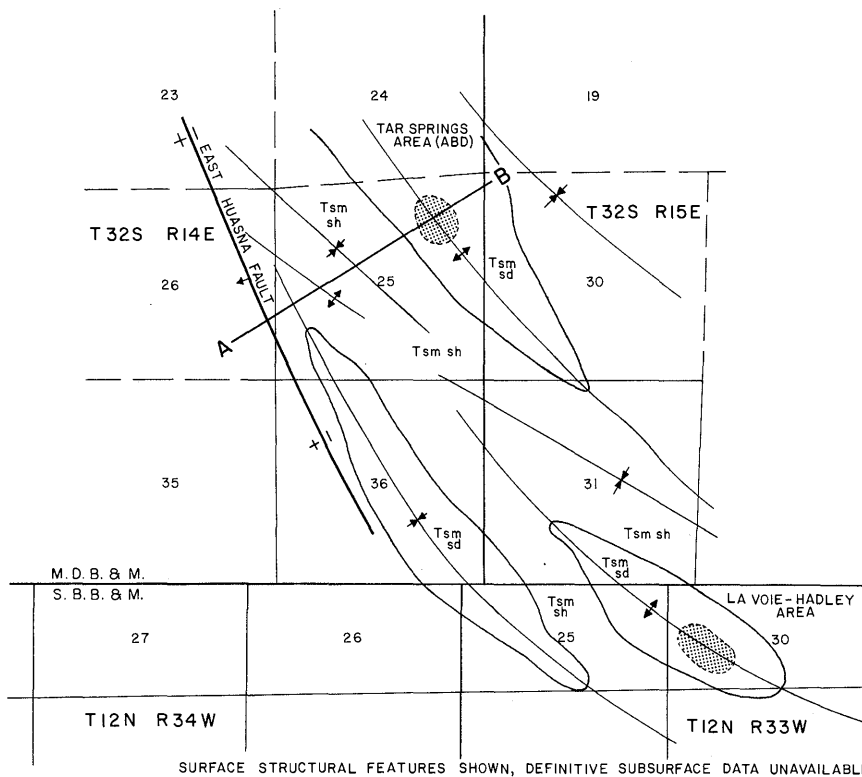 23
24
19
TAR SPRINGS
AREA (ABD)
+ -
EAST HUASNA FAULT
Tsm
sh
B
T32S R14E
T32S R15E
26
25
Tsm
sd
30
A
Tsm sh
+ -
35
36
31
Tsm
sd
Tsm sh
Tsm
sd
M.D.B. & M.
S.B.B. & M.
Tsm
sh
LA VOIE-HADLEY
AREA
27
26
25
30
T12N R34W
T12N R33W
SURFACE STRUCTURAL FEATURES SHOWN, DEFINITIVE SUBSURFACE DATA UNAVAILABLE